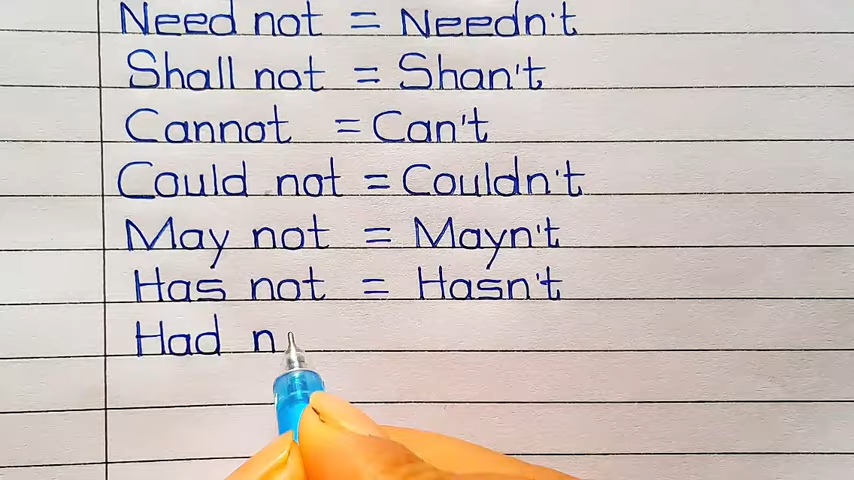 Need not = Needn't
Shall not = Shan't
Cannot = Can't
Could not = Couldn't
May not = Mayn't
Has not = Hasn't
Had n